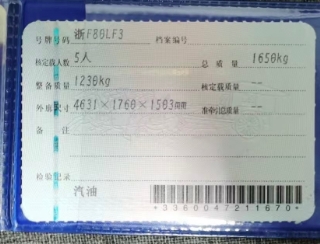 号牌号码 浙F80LF3 档案编号
核定载人数 5人 总质量 1650kg
整备质量 1230kg 核定载质量 --
外廓尺寸 4631×1760×1503mm 准牵引总质量 --
备注
检验记录
汽油
*3360047211670*